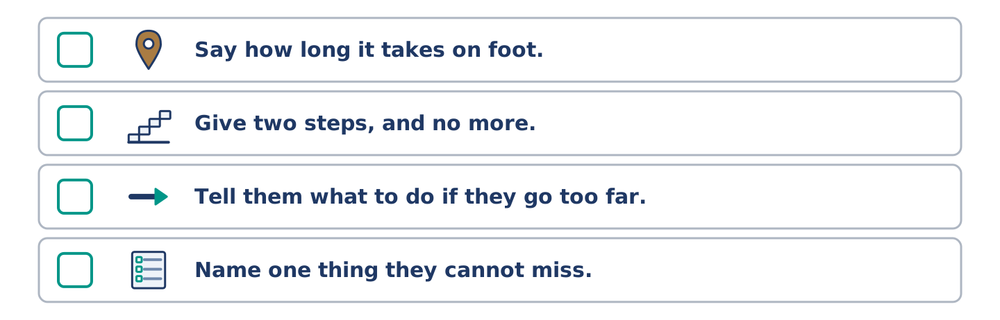 Say how long it takes on foot.
Give two steps, and no more.
Tell them what to do if they go too far.
Name one thing they cannot miss.